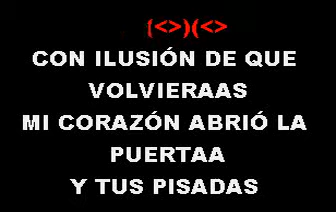 (<>)(<>
CON ILUSIÓN DE QUE
VOLVIERAAS
MI CORAZÓN ABRIÓ LA
PUERTAA
Y TUS PISADAS